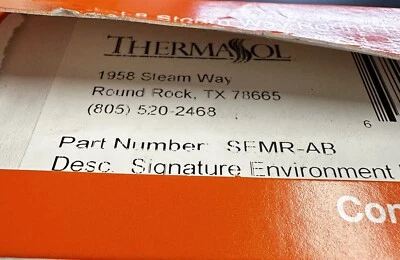 THERMASOL
1958 Steam Way
Round Rock, TX 78665
(805) 520-2468
6
Part Number: SEMR-AB
Desc. Signature Environment
Con